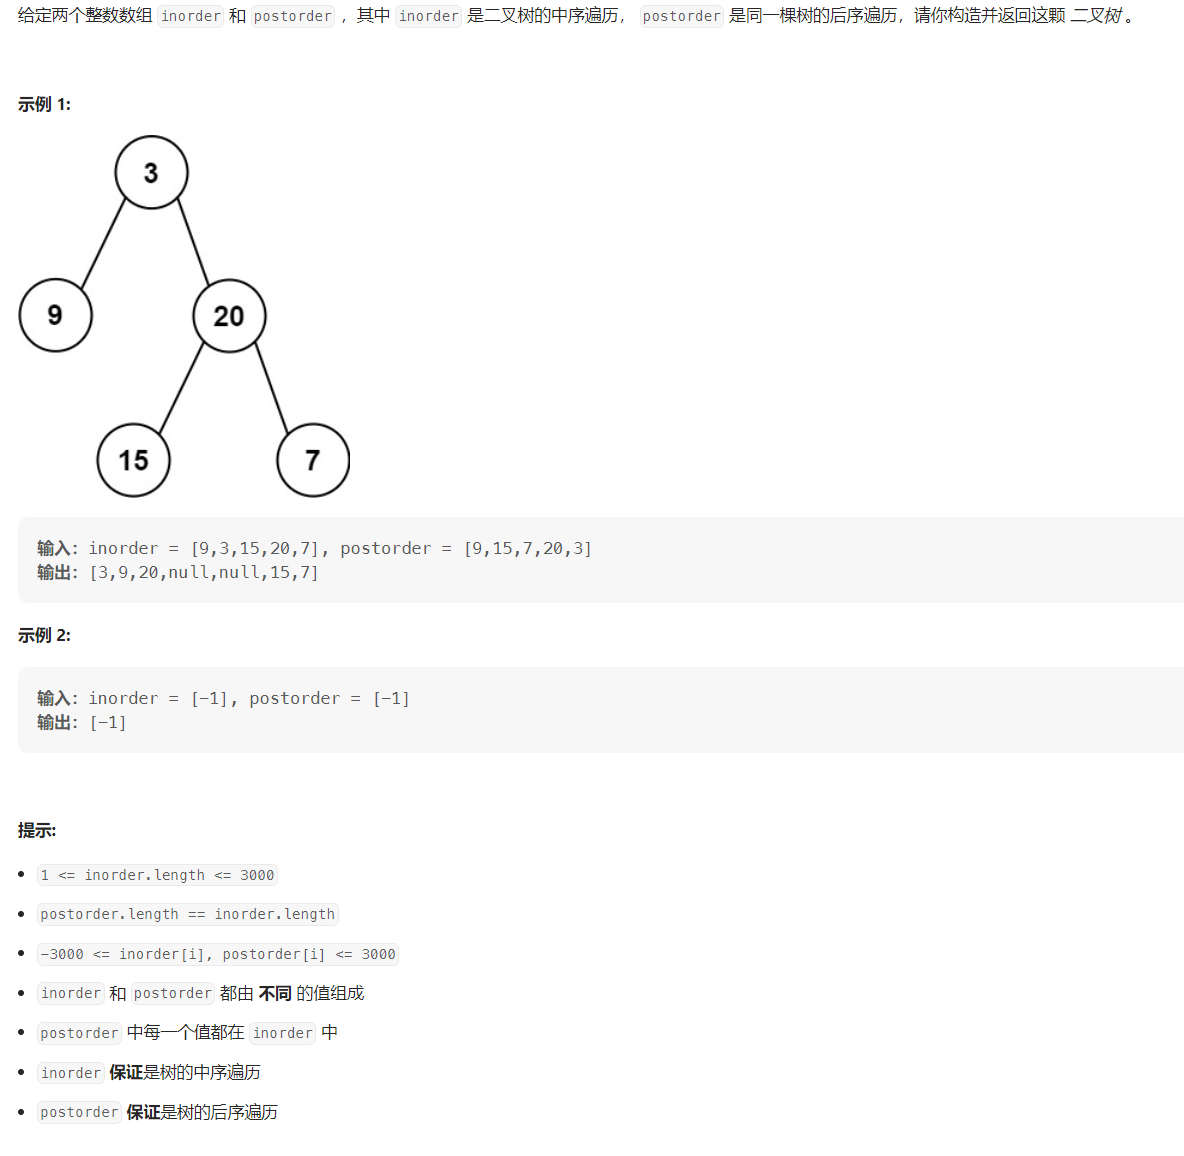 给定两个整数数组 inorder 和 postorder ，其中 inorder 是二叉树的中序遍历， postorder 是同一棵树的后序遍历，请你构造并返回这颗 二叉树 。
示例 1:
3
9
20
15
7
输入：inorder = [9,3,15,20,7], postorder = [9,15,7,20,3]
输出：[3,9,20,null,null,15,7]
示例 2:
输入：inorder = [-1], postorder = [-1]
输出：[-1]
提示:
• 1 <= inorder.length <= 3000
• postorder.length == inorder.length
• -3000 <= inorder[i], postorder[i] <= 3000
• inorder 和 postorder 都由 不同 的值组成
• postorder 中每一个值都在 inorder 中
• inorder 保证是树的中序遍历
• postorder 保证是树的后序遍历